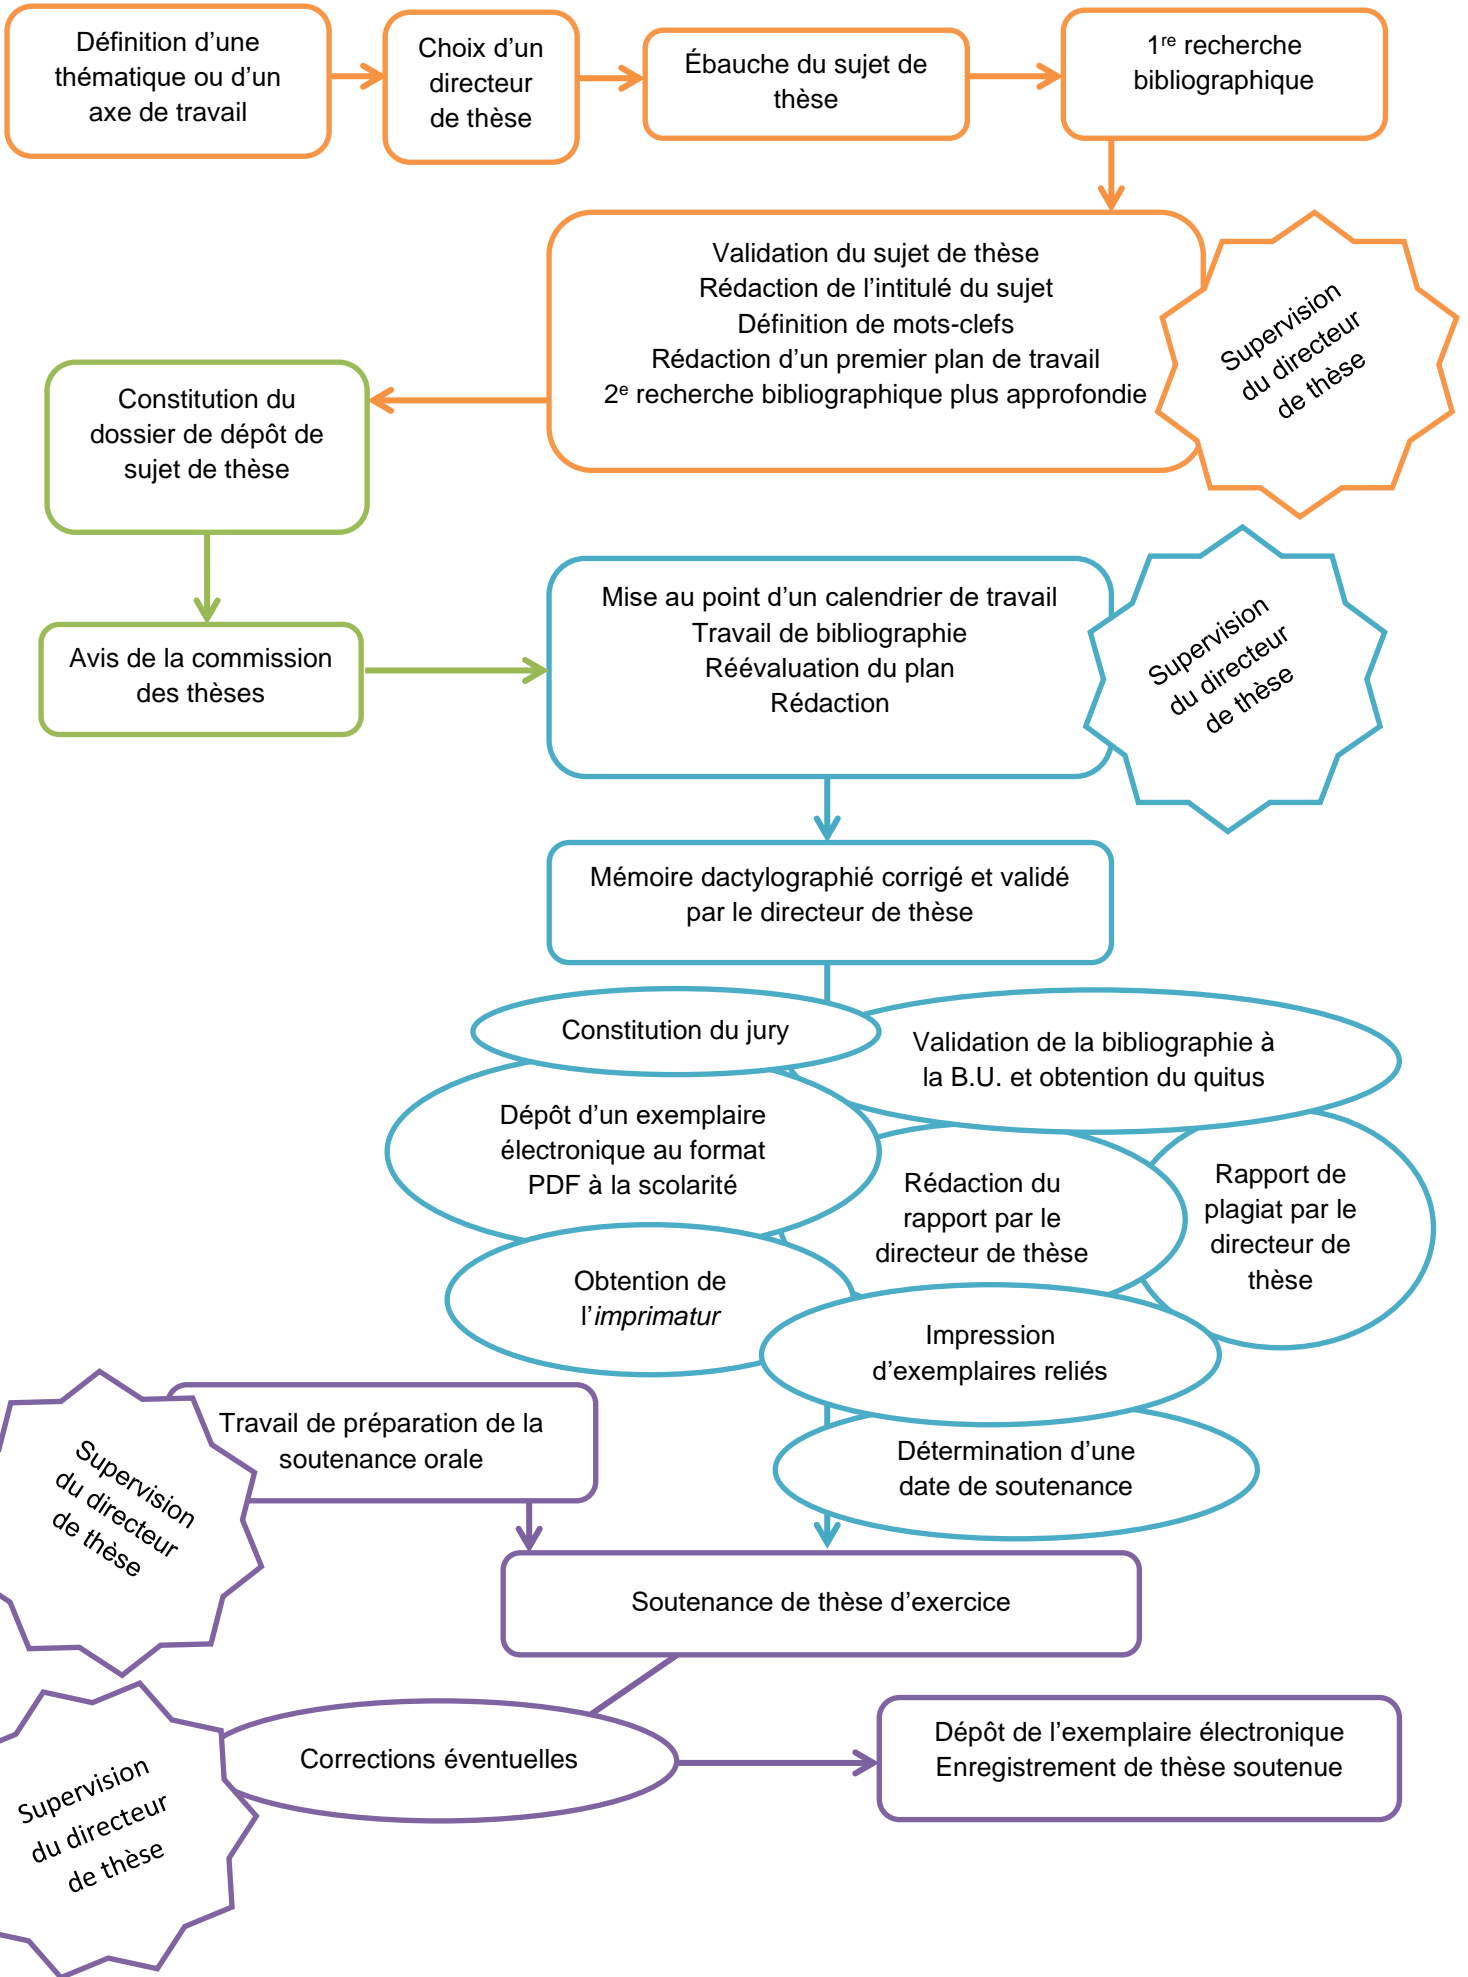 Définition d’une
thématique ou d’un
axe de travail
Choix d’un
directeur
de thèse
Ébauche du sujet de
thèse
1re recherche
bibliographique
Validation du sujet de thèse
Rédaction de l’intitulé du sujet
Définition de mots-clefs
Rédaction d’un premier plan de travail
2e recherche bibliographique plus approfondie
Supervision
du directeur
de thèse
Constitution du
dossier de dépôt de
sujet de thèse
Avis de la commission
des thèses
Mise au point d’un calendrier de travail
Travail de bibliographie
Réévaluation du plan
Rédaction
Supervision
du directeur
de thèse
Mémoire dactylographié corrigé et validé
par le directeur de thèse
Constitution du jury
Validation de la bibliographie à
la B.U. et obtention du quitus
Dépôt d’un exemplaire
électronique au format
PDF à la scolarité
Rédaction du
rapport par le
directeur de thèse
Rapport de
plagiat par le
directeur de
thèse
Obtention de
l’imprimatur
Impression
d’exemplaires reliés
Détermination d’une
date de soutenance
Travail de préparation de la
soutenance orale
Supervision
du directeur
de thèse
Soutenance de thèse d’exercice
Corrections éventuelles
Supervision
du directeur
de thèse
Dépôt de l’exemplaire électronique
Enregistrement de thèse soutenue